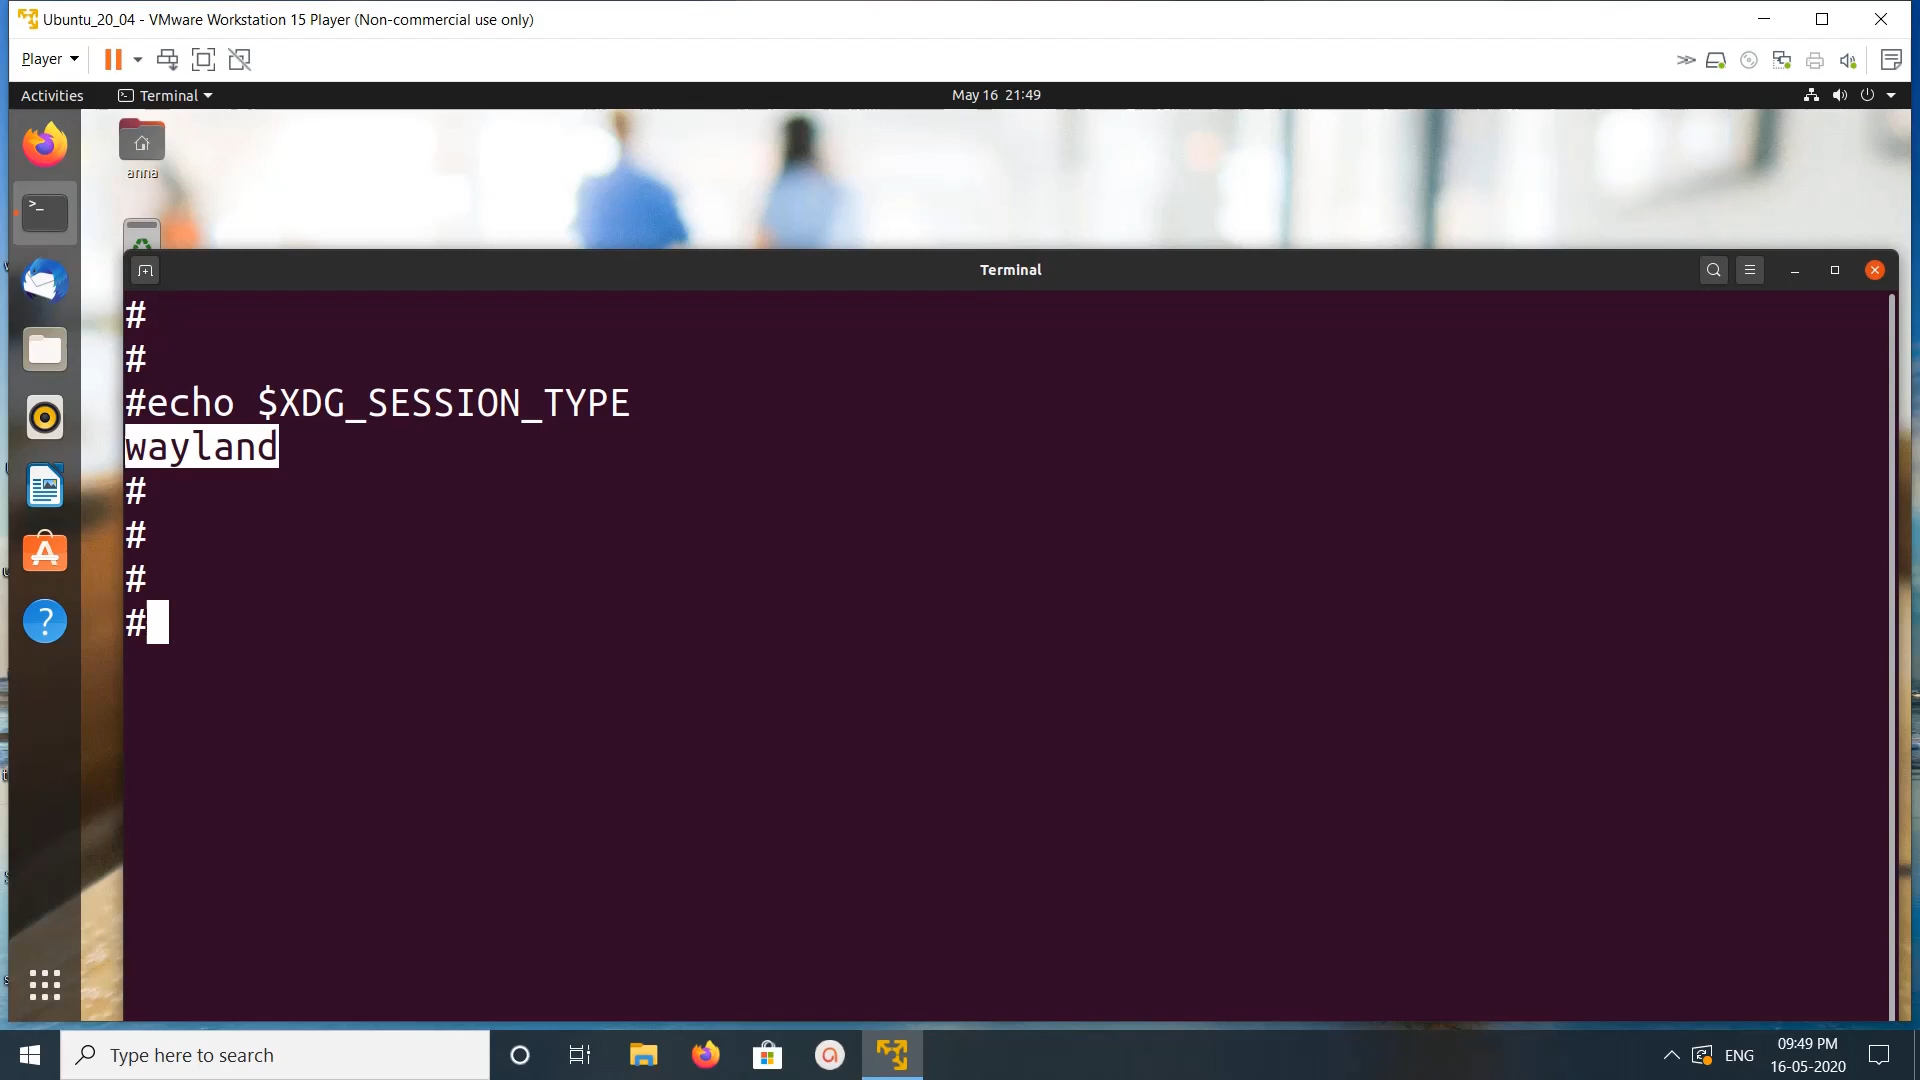 Ubuntu_20_04 - VMware Workstation 15 Player (Non-commercial use only)
Player
Activities
Terminal
May 16 21:49
anna
Terminal
#
#
#echo $XDG_SESSION_TYPE
wayland
#
#
#
#
Type here to search
ENG
09:49 PM
16-05-2020